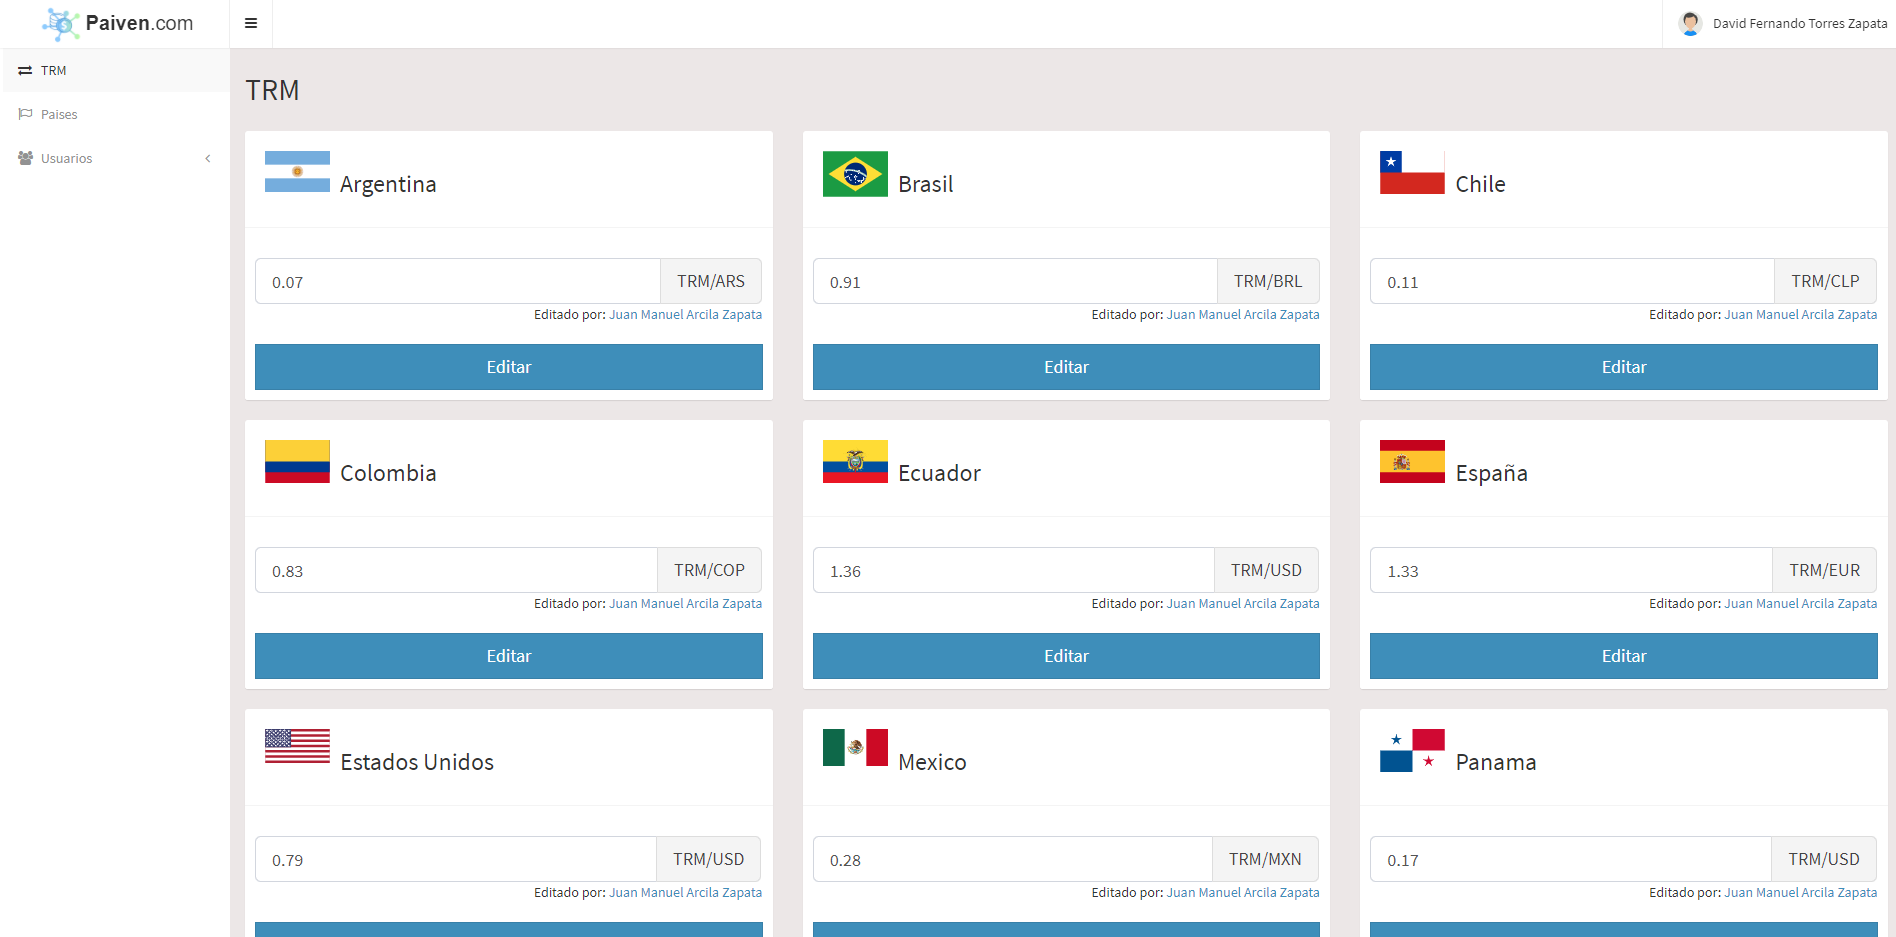 Paiven.com
David Fernando Torres Zapata
TRM
Paises
Usuarios
TRM
Argentina
0.07 TRM/ARS
Editado por: Juan Manuel Arcila Zapata
Editar
Brasil
0.91 TRM/BRL
Editado por: Juan Manuel Arcila Zapata
Editar
Chile
0.11 TRM/CLP
Editado por: Juan Manuel Arcila Zapata
Editar
Colombia
0.83 TRM/COP
Editado por: Juan Manuel Arcila Zapata
Editar
Ecuador
1.36 TRM/USD
Editado por: Juan Manuel Arcila Zapata
Editar
España
1.33 TRM/EUR
Editado por: Juan Manuel Arcila Zapata
Editar
Estados Unidos
0.79 TRM/USD
Editado por: Juan Manuel Arcila Zapata
Mexico
0.28 TRM/MXN
Editado por: Juan Manuel Arcila Zapata
Panama
0.17 TRM/USD
Editado por: Juan Manuel Arcila Zapata